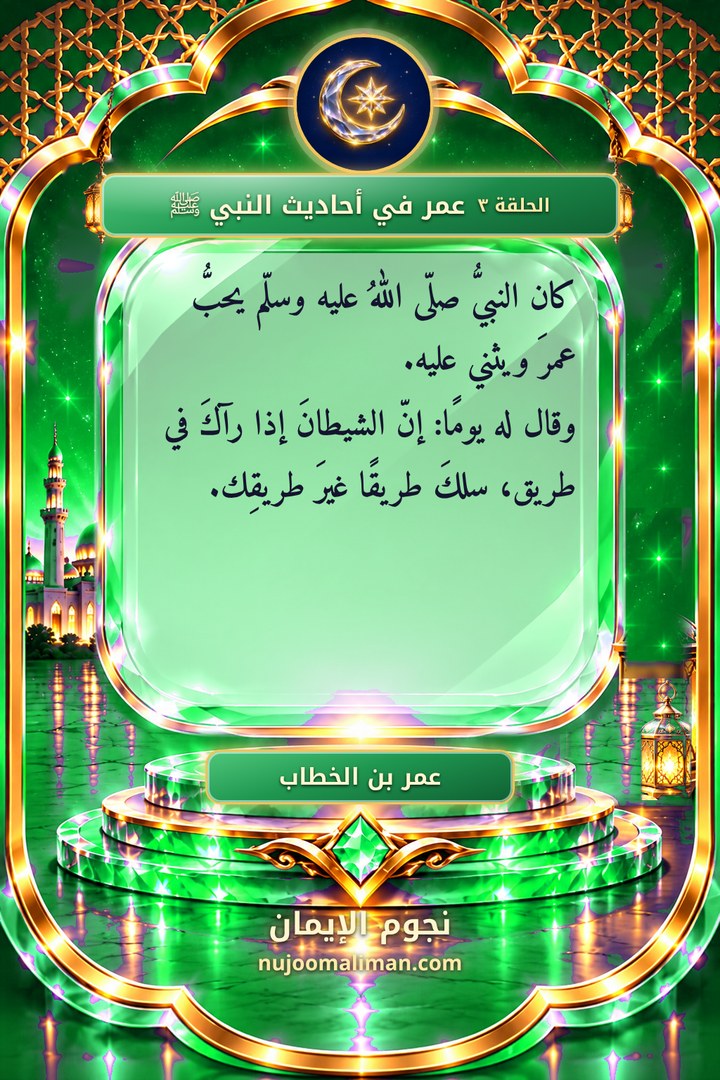 الحلقة ٣ عمر في أحاديث النبي ﷺ
كان النبيُّ صلّى اللهُ عليه وسلّم يحبُّ
عمرَ ويثني عليه.
وقال له يومًا: إنّ الشيطانَ إذا رآكَ في
طريق، سلكَ طريقًا غيرَ طريقِك.
عمر بن الخطاب
نجوم الإيمان
nujoomaliman.com